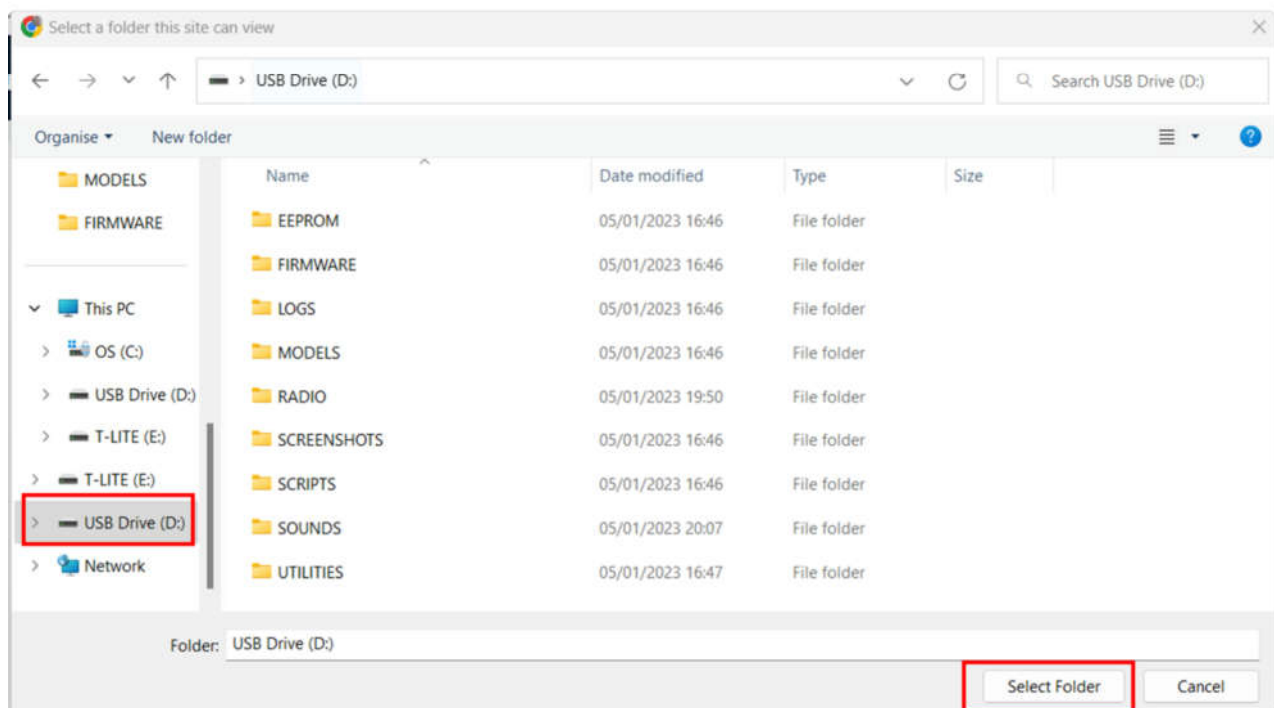 Select a folder this site can view
USB Drive (D:)
Search USB Drive (D:)
Organise
New folder
MODELS
FIRMWARE
This PC
OS (C:)
USB Drive (D:)
T-LITE (E:)
T-LITE (E:)
USB Drive (D:)
Network
Name Date modified Type Size
EEPROM 05/01/2023 16:46 File folder
FIRMWARE 05/01/2023 16:46 File folder
LOGS 05/01/2023 16:46 File folder
MODELS 05/01/2023 16:46 File folder
RADIO 05/01/2023 19:50 File folder
SCREENSHOTS 05/01/2023 16:46 File folder
SCRIPTS 05/01/2023 16:46 File folder
SOUNDS 05/01/2023 20:07 File folder
UTILITIES 05/01/2023 16:47 File folder
Folder: USB Drive (D:)
Select Folder
Cancel